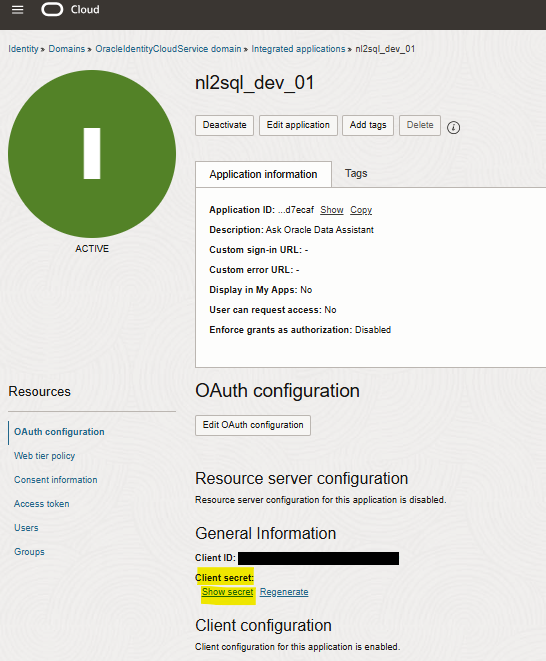 Cloud
Identity » Domains » OracleIdentityCloudService domain » Integrated applications » nl2sql_dev_01
nl2sql_dev_01
Deactivate Edit application Add tags Delete i
I
ACTIVE
Application information Tags
Application ID: ...d7ecaf Show Copy
Description: Ask Oracle Data Assistant
Custom sign-in URL: -
Custom error URL: -
Display in My Apps: No
User can request access: No
Enforce grants as authorization: Disabled
Resources
OAuth configuration
Web tier policy
Consent information
Access token
Users
Groups
OAuth configuration
Edit OAuth configuration
Resource server configuration
Resource server configuration for this application is disabled.
General Information
Client ID:
Client secret:
Show secret Regenerate
Client configuration
Client configuration for this application is enabled.